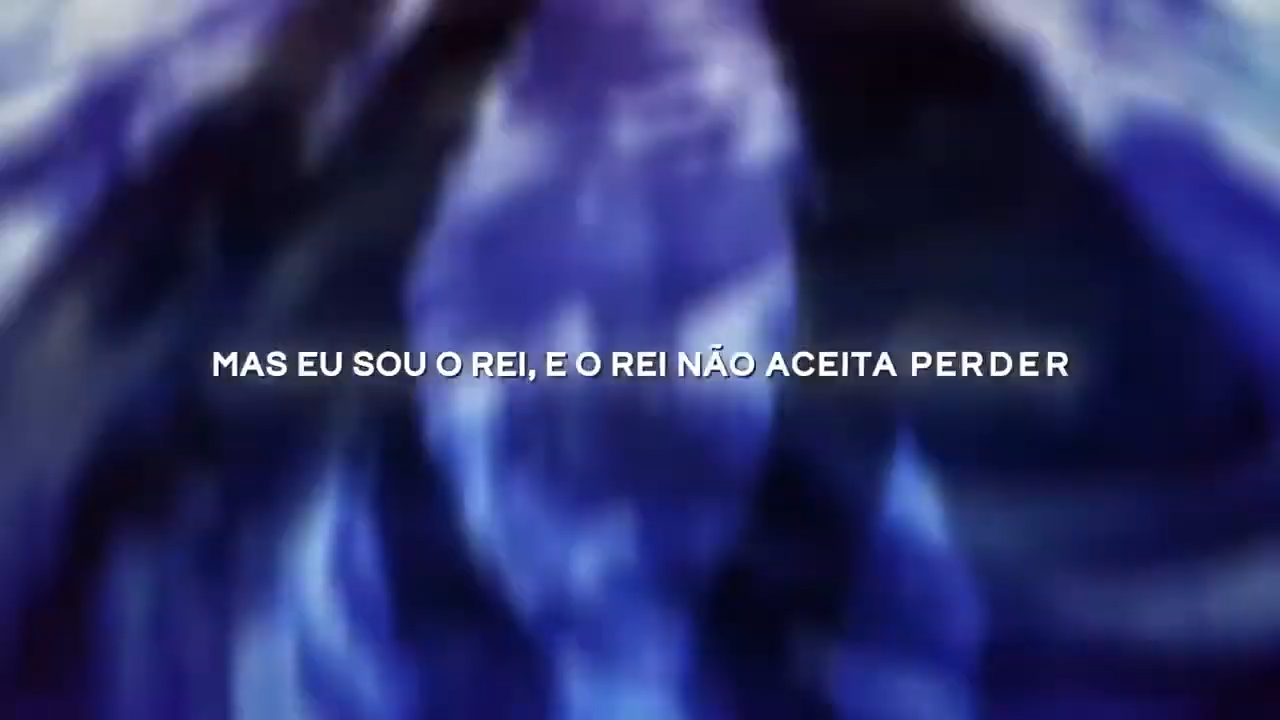 MAS EU SOU O REI, E O REI NÃO ACEITA PERDER